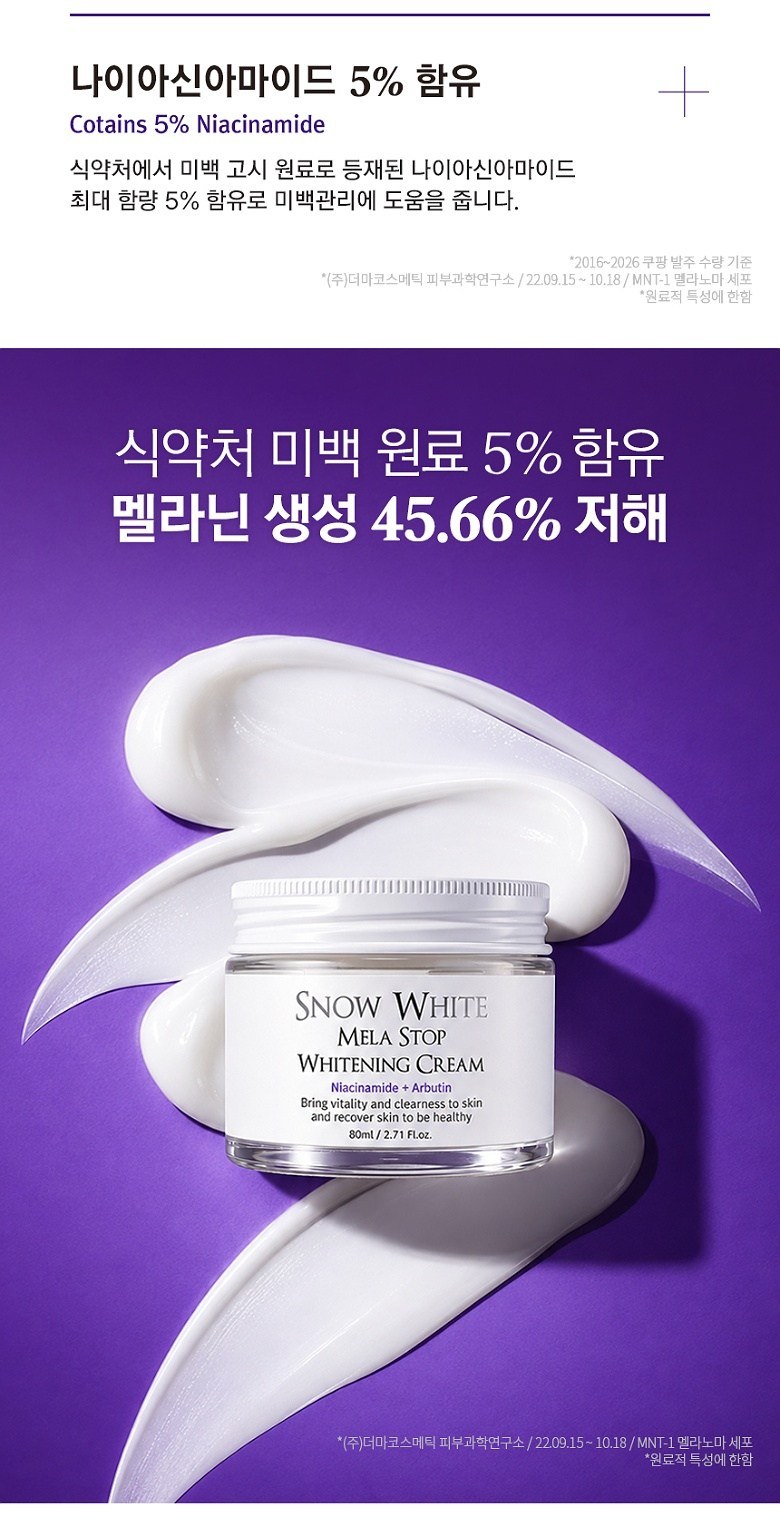 나이아신아마이드 5% 함유
Cotains 5% Niacinamide
식약처에서 미백 고시 원료로 등재된 나이아신아마이드
최대 함량 5% 함유로 미백관리에 도움을 줍니다.
*2016~2026 쿠팡 발주 수량 기준
*(주)더마코스메틱 피부과학연구소 / 22.09.15 ~ 10.18 / MNT-1 멜라노마 세포
*원료적 특성에 한함
식약처 미백 원료 5% 함유
멜라닌 생성 45.66% 저해
SNOW WHITE
MELA STOP
WHITENING CREAM
Niacinamide + Arbutin
Bring vitality and clearness to skin
and recover skin to be healthy
80ml / 2.71 Fl.oz.
*(주)더마코스메틱 피부과학연구소 / 22.09.15 ~ 10.18 / MNT-1 멜라노마 세포
*원료적 특성에 한함